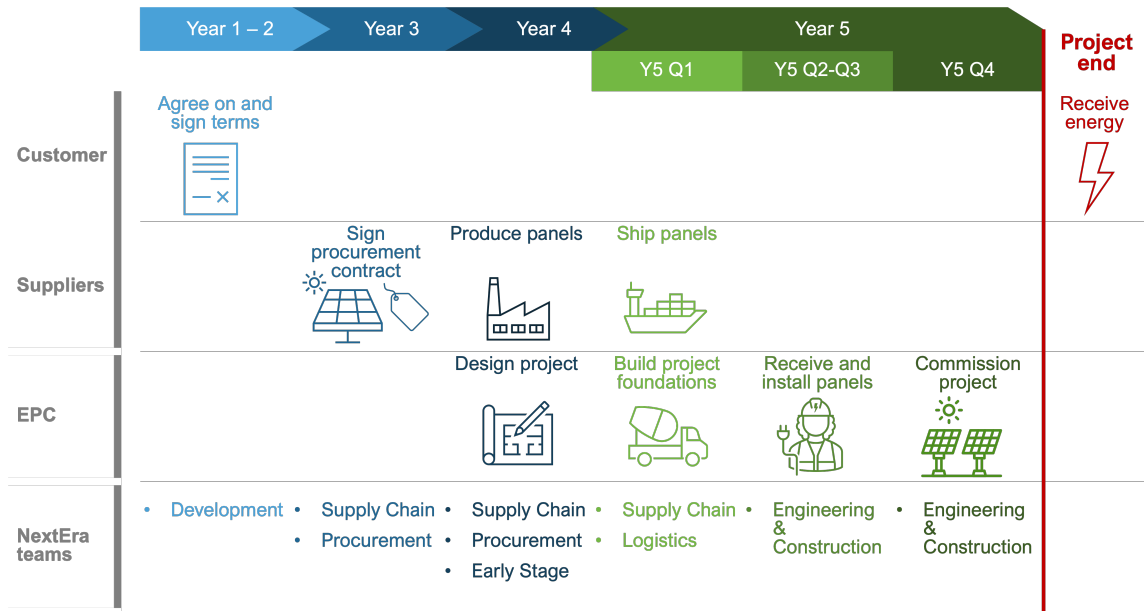 Year 1 – 2
Year 3
Year 4
Year 5
Y5 Q1
Y5 Q2-Q3
Y5 Q4
Project
end
Customer
Agree on and
sign terms
Receive
energy
Suppliers
Sign
procurement
contract
Produce panels
Ship panels
EPC
Design project
Build project
foundations
Receive and
install panels
Commission
project
NextEra
teams
• Development
• Supply Chain
• Procurement
• Supply Chain
• Procurement
• Early Stage
• Supply Chain
• Logistics
• Engineering
&
Construction
• Engineering
&
Construction